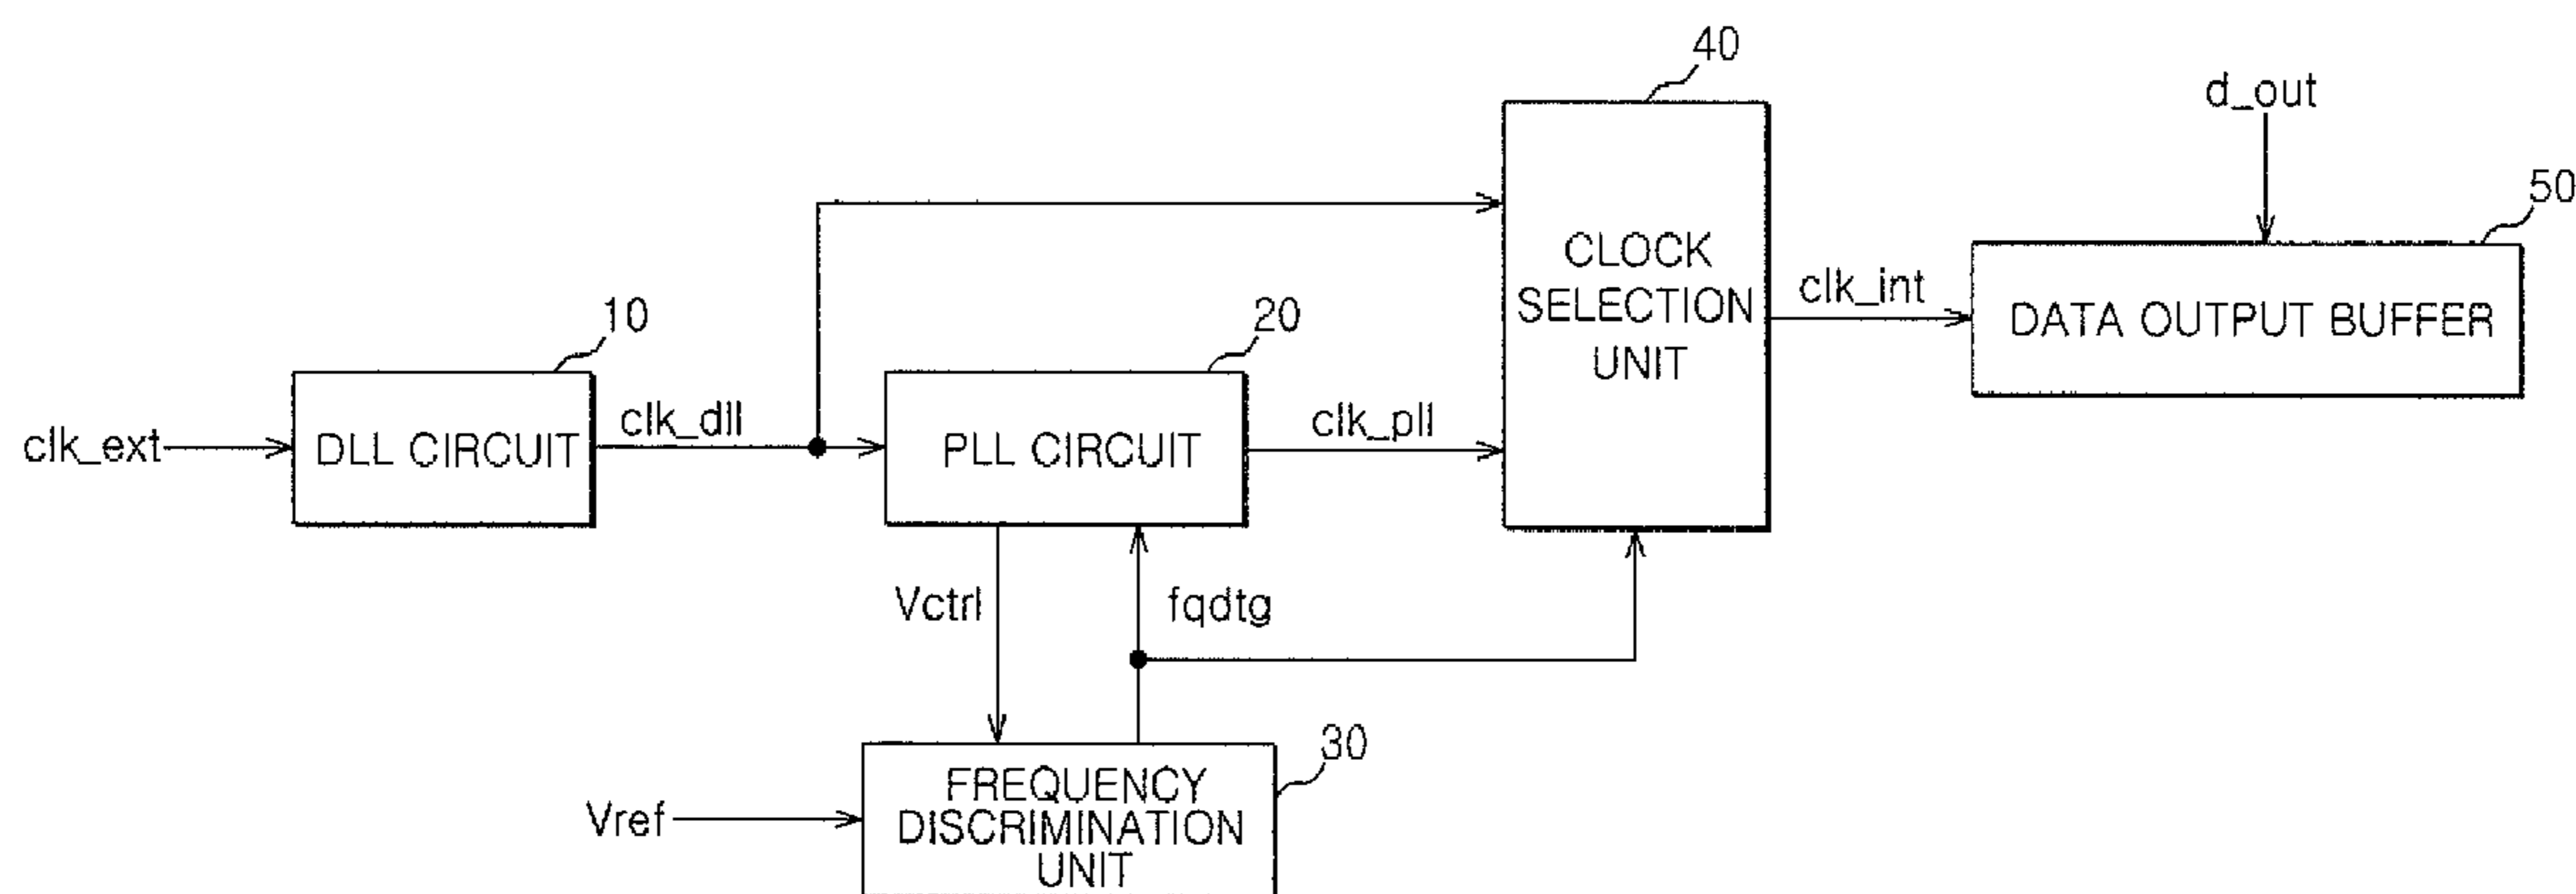 40
d_out
50
CLOCK
SELECTION
UNIT
clk_int
DATA OUTPUT BUFFER
10
20
clk_ext
DLL CIRCUIT
clk_dll
PLL CIRCUIT
clk_pll
Vctrl
fqdtg
30
Vref
FREQUENCY
DISCRIMINATION
UNIT